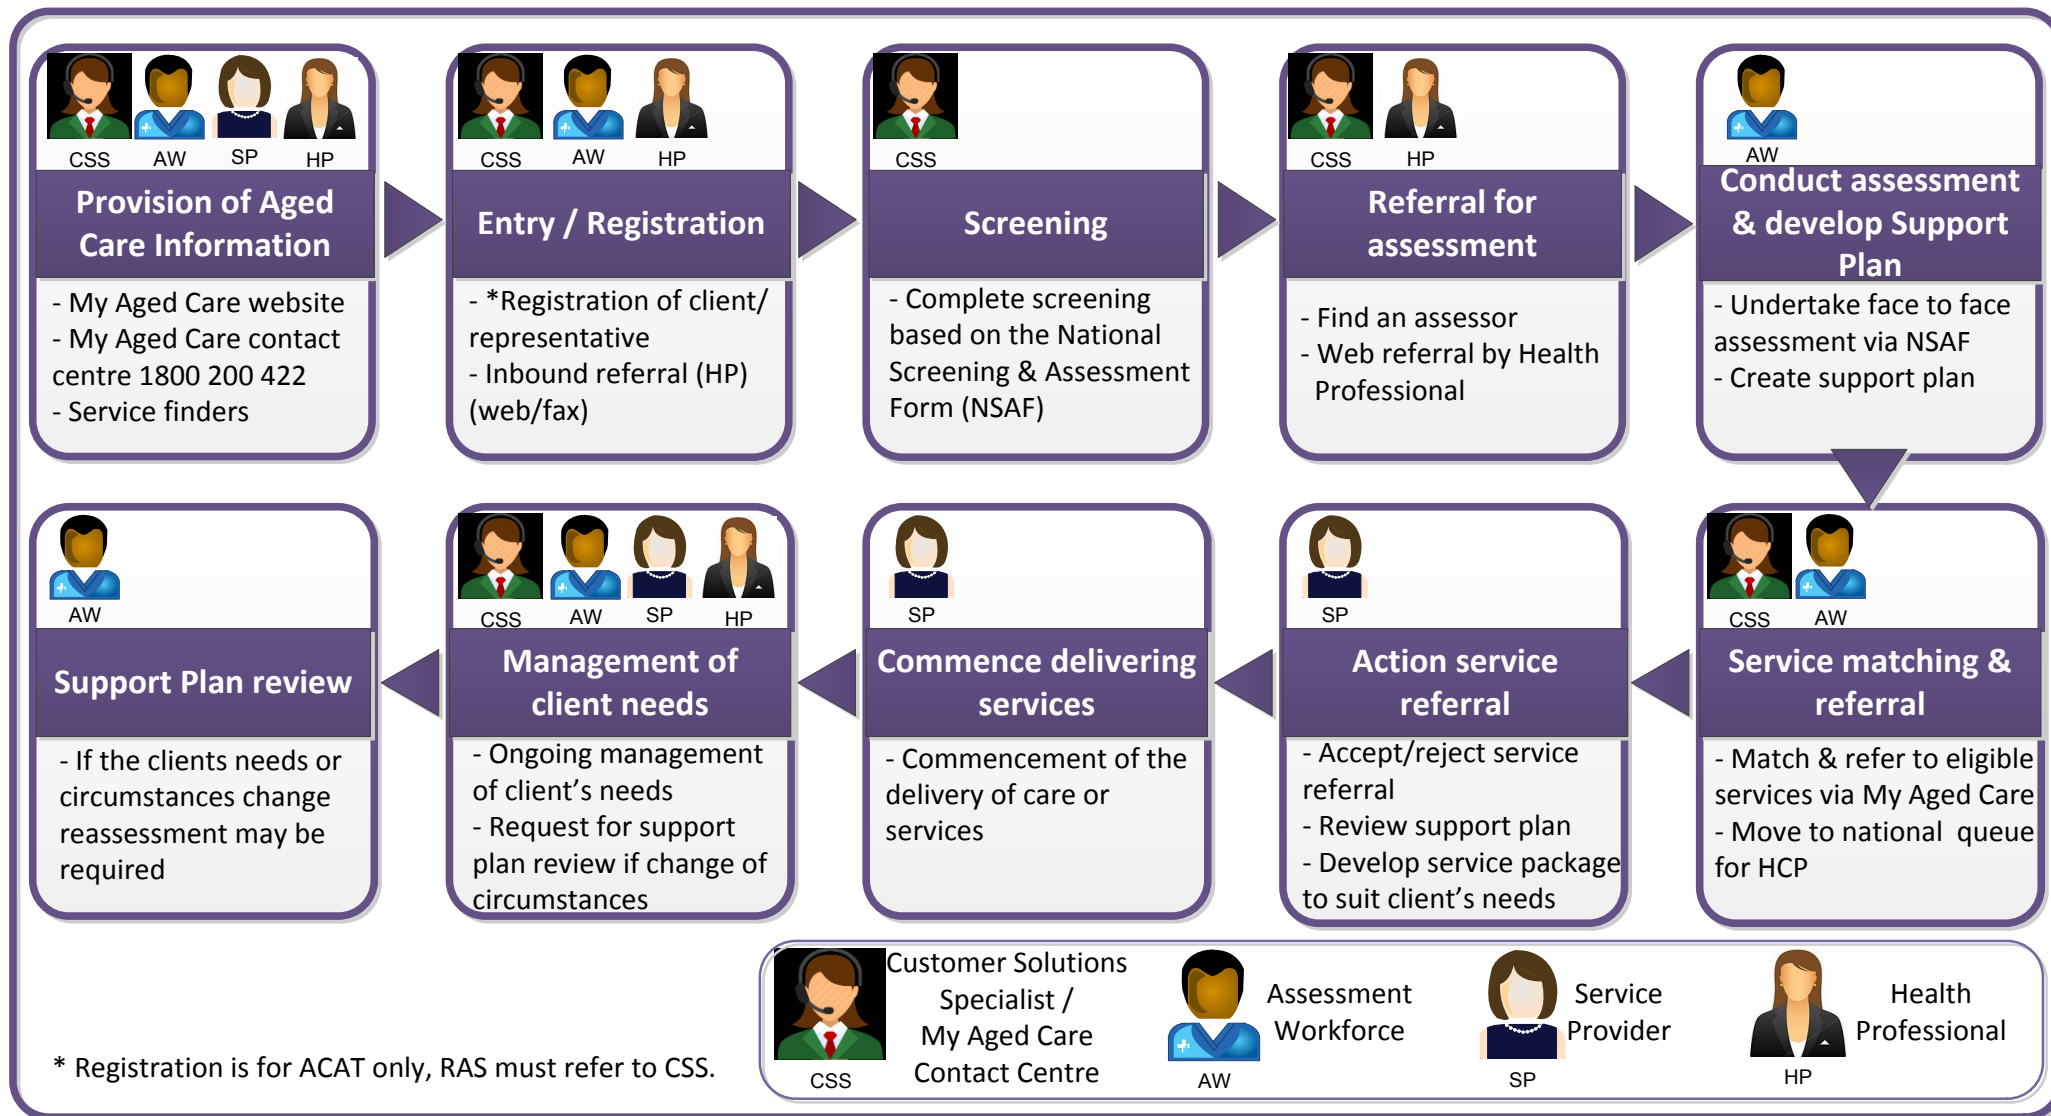 CSS AW SP HP
Provision of Aged
Care Information
- My Aged Care website
- My Aged Care contact
centre 1800 200 422
- Service finders
CSS AW HP
Entry / Registration
- *Registration of client/
representative
- Inbound referral (HP)
(web/fax)
CSS
Screening
- Complete screening
based on the National
Screening & Assessment
Form (NSAF)
CSS HP
Referral for
assessment
- Find an assessor
- Web referral by Health
Professional
AW
Conduct assessment
& develop Support
Plan
- Undertake face to face
assessment via NSAF
- Create support plan
CSS AW
Service matching &
referral
- Match & refer to eligible
services via My Aged Care
- Move to national queue
for HCP
SP
Action service
referral
- Accept/reject service
referral
- Review support plan
- Develop service package
to suit client’s needs
SP
Commence delivering
services
- Commencement of the
delivery of care or
services
CSS AW SP HP
Management of
client needs
- Ongoing management
of client’s needs
- Request for support
plan review if change of
circumstances
AW
Support Plan review
- If the clients needs or
circumstances change
reassessment may be
required
* Registration is for ACAT only, RAS must refer to CSS.
CSS
Customer Solutions
Specialist /
My Aged Care
Contact Centre
AW
Assessment
Workforce
SP
Service
Provider
HP
Health
Professional